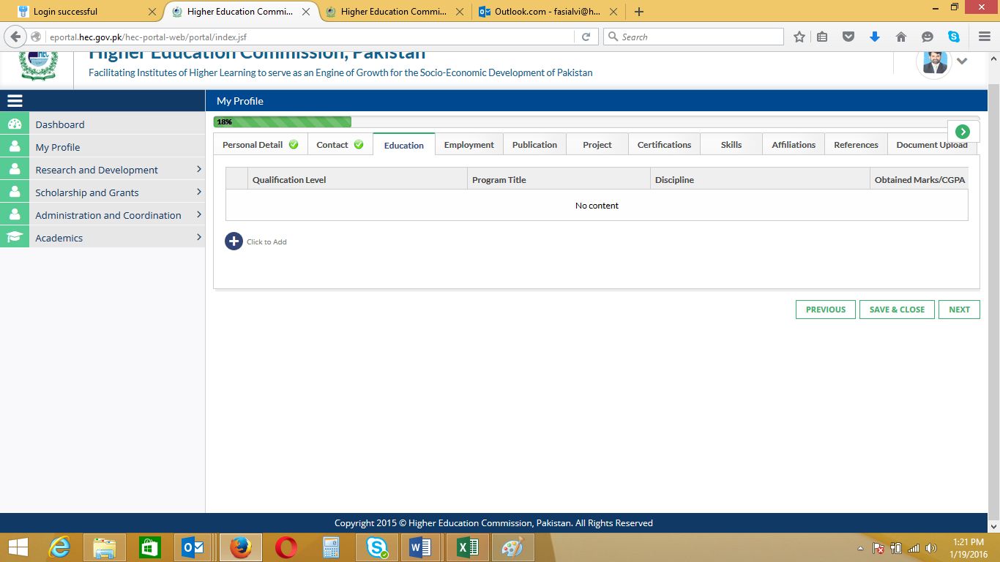 Login successful
Higher Education Commi...
Higher Education Commi...
Outlook.com - fasialvi@h...
eportal.hec.gov.pk/hec-portal-web/portal/index.jsf
Search
HEC
Higher Education Commission, Pakistan
Facilitating Institutes of Higher Learning to serve as an Engine of Growth for the Socio-Economic Development of Pakistan
My Profile
18%
Dashboard
My Profile
Research and Development
Scholarship and Grants
Administration and Coordination
Academics
Personal Detail
Contact
Education
Employment
Publication
Project
Certifications
Skills
Affiliations
References
Document Upload
Qualification Level
Program Title
Discipline
Obtained Marks/CGPA
No content
Click to Add
PREVIOUS
SAVE & CLOSE
NEXT
Copyright 2015 © Higher Education Commission, Pakistan. All Rights Reserved
1:21 PM
1/19/2016